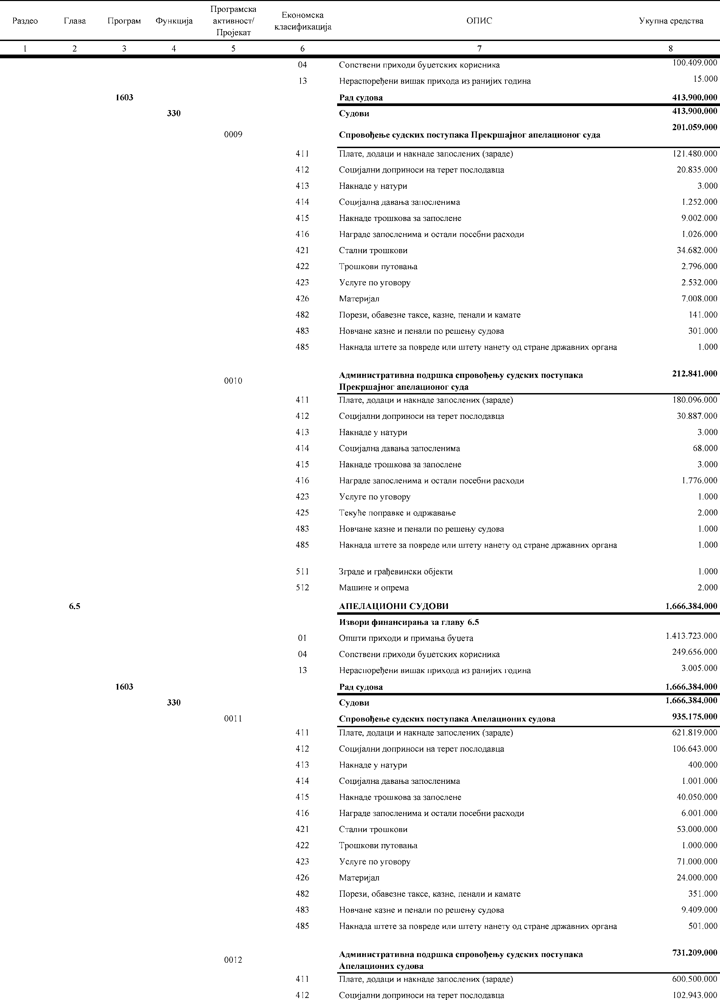 Раздео Глава Програм Функција Програмска активност/ Пројекат Економска класификација ОПИС Укупна средства
1 2 3 4 5 6 7 8
04 Сопствени приходи буџетских корисника 100.409.000
13 Нераспоређени вишак прихода из ранијих година 15.000
1603 Рад судова 413.900.000
330 Судови 413.900.000
0009 Спровођење судских поступака Прекршајног апелационог суда 201.059.000
411 Плате, додаци и накнаде запослених (зараде) 121.480.000
412 Социјални доприноси на терет послодавца 20.835.000
413 Накнаде у натури 3.000
414 Социјална давања запосленима 1.252.000
415 Накнаде трошкова за запослене 9.002.000
416 Награде запосленима и остали посебни расходи 1.026.000
421 Стални трошкови 34.682.000
422 Трошкови путовања 2.796.000
423 Услуге по уговору 2.532.000
426 Материјал 7.008.000
482 Порези, обавезне таксе, казне, пенали и камате 141.000
483 Новчане казне и пенали по решењу судова 301.000
485 Накнада штете за повреде или штету нанету од стране државних органа 1.000
0010 Административна подршка спровођењу судских поступака 212.841.000
Прекршајног апелационог суда
411 Плате, додаци и накнаде запослених (зараде) 180.096.000
412 Социјални доприноси на терет послодавца 30.887.000
413 Накнаде у натури 3.000
414 Социјална давања запосленима 68.000
415 Накнаде трошкова за запослене 3.000
416 Награде запосленима и остали посебни расходи 1.776.000
423 Услуге по уговору 1.000
425 Текуће поправке и одржавање 2.000
483 Новчане казне и пенали по решењу судова 1.000
485 Накнада штете за повреде или штету нанету од стране државних органа 1.000
511 Зграде и грађевински објекти 1.000
512 Машине и опрема 2.000
6.5 АПЕЛАЦИОНИ СУДОВИ 1.666.384.000
Извори финансирања за главу 6.5
01 Општи приходи и примања буџета 1.413.723.000
04 Сопствени приходи буџетских корисника 249.656.000
13 Нераспоређени вишак прихода из ранијих година 3.005.000
1603 Рад судова 1.666.384.000
330 Судови 1.666.384.000
0011 Спровођење судских поступака Апелационих судова 935.175.000
411 Плате, додаци и накнаде запослених (зараде) 621.819.000
412 Социјални доприноси на терет послодавца 106.643.000
413 Накнаде у натури 400.000
414 Социјална давања запосленима 1.001.000
415 Накнаде трошкова за запослене 40.050.000
416 Награде запосленима и остали посебни расходи 6.001.000
421 Стални трошкови 53.000.000
422 Трошкови путовања 1.000.000
423 Услуге по уговору 71.000.000
426 Материјал 24.000.000
482 Порези, обавезне таксе, казне, пенали и камате 351.000
483 Новчане казне и пенали по решењу судова 9.409.000
485 Накнада штете за повреде или штету нанету од стране државних органа 501.000
0012 Административна подршка спровођењу судских поступака 731.209.000
Апелационих судова
411 Плате, додаци и накнаде запослених (зараде) 600.500.000
412 Социјални доприноси на терет послодавца 102.943.000